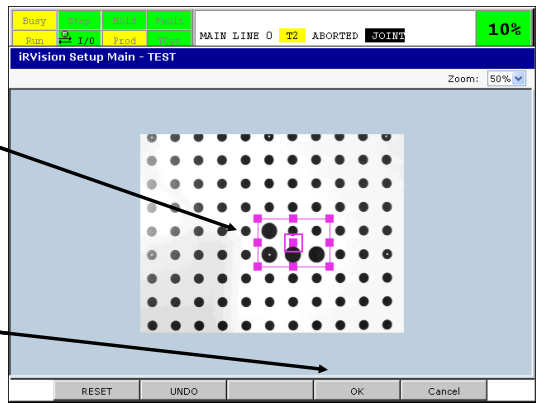 Busy Step Hold Fault
Run I/O Prod TCyc
MAIN LINE 0 T2 ABORTED JOINT
10%
iRVision Setup Main - TEST
Zoom: 50%
RESET UNDO OK Cancel